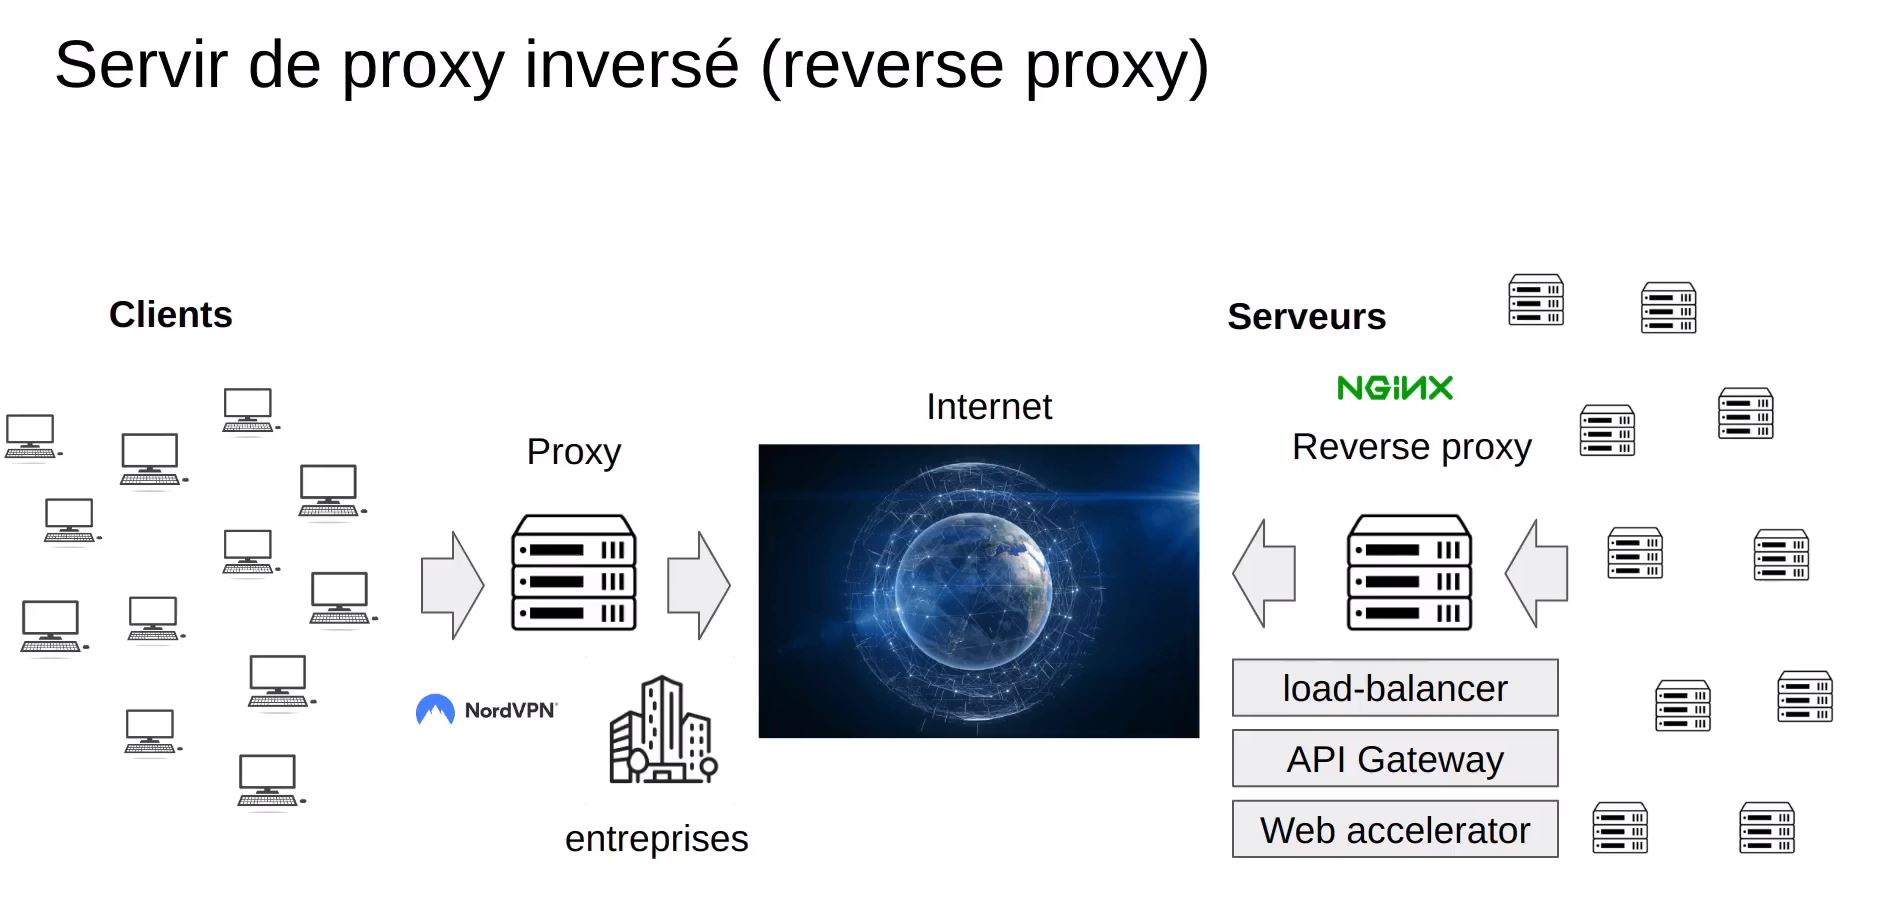 Servir de proxy inversé (reverse proxy)
Clients
Proxy
NordVPN
entreprises
Internet
Serveurs
NGINX
Reverse proxy
load-balancer
API Gateway
Web accelerator